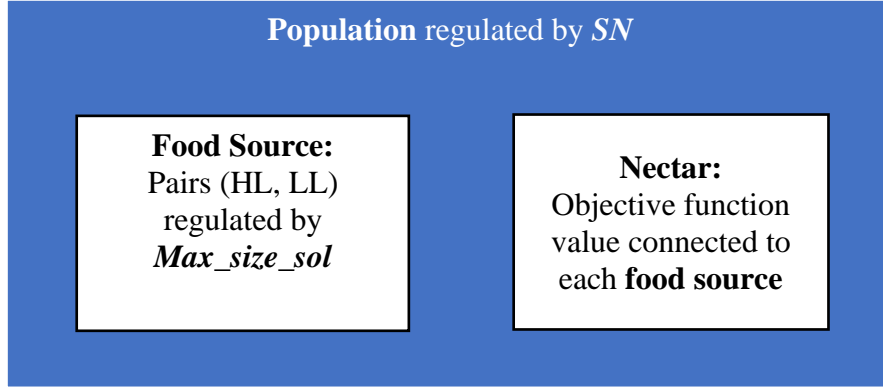 Population regulated by SN
Food Source:
Pairs (HL, LL)
regulated by
Max_size_sol
Nectar:
Objective function
value connected to
each food source